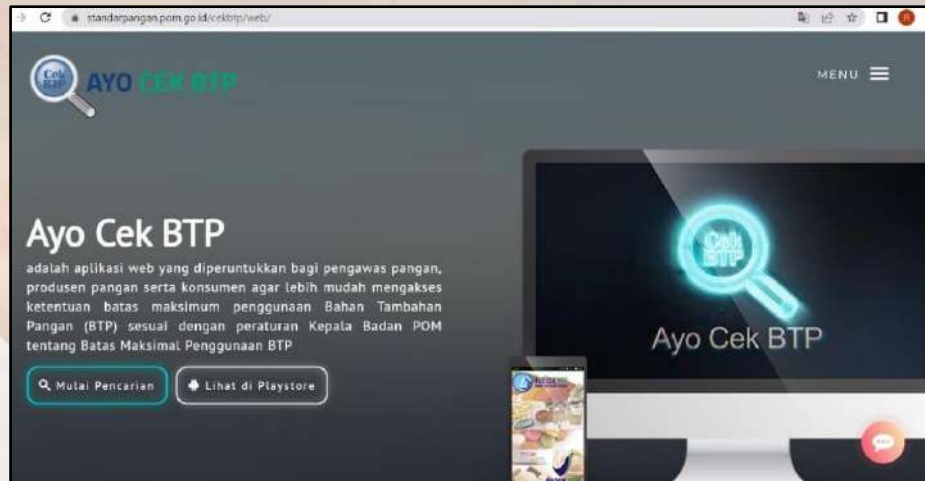 standarpangan.pom.go.id/cekbtp/web/
Cek
BTP
AYO CEK BTP
MENU
Ayo Cek BTP
adalah aplikasi web yang diperuntukkan bagi pengawas pangan,
produsen pangan serta konsumen agar lebih mudah mengakses
ketentuan batas maksimum penggunaan Bahan Tambahan
Pangan (BTP) sesuai dengan peraturan Kepala Badan POM
tentang Batas Maksimal Penggunaan BTP
Mulai Pencarian
Lihat di Playstore
Cek
BTP
Ayo Cek BTP